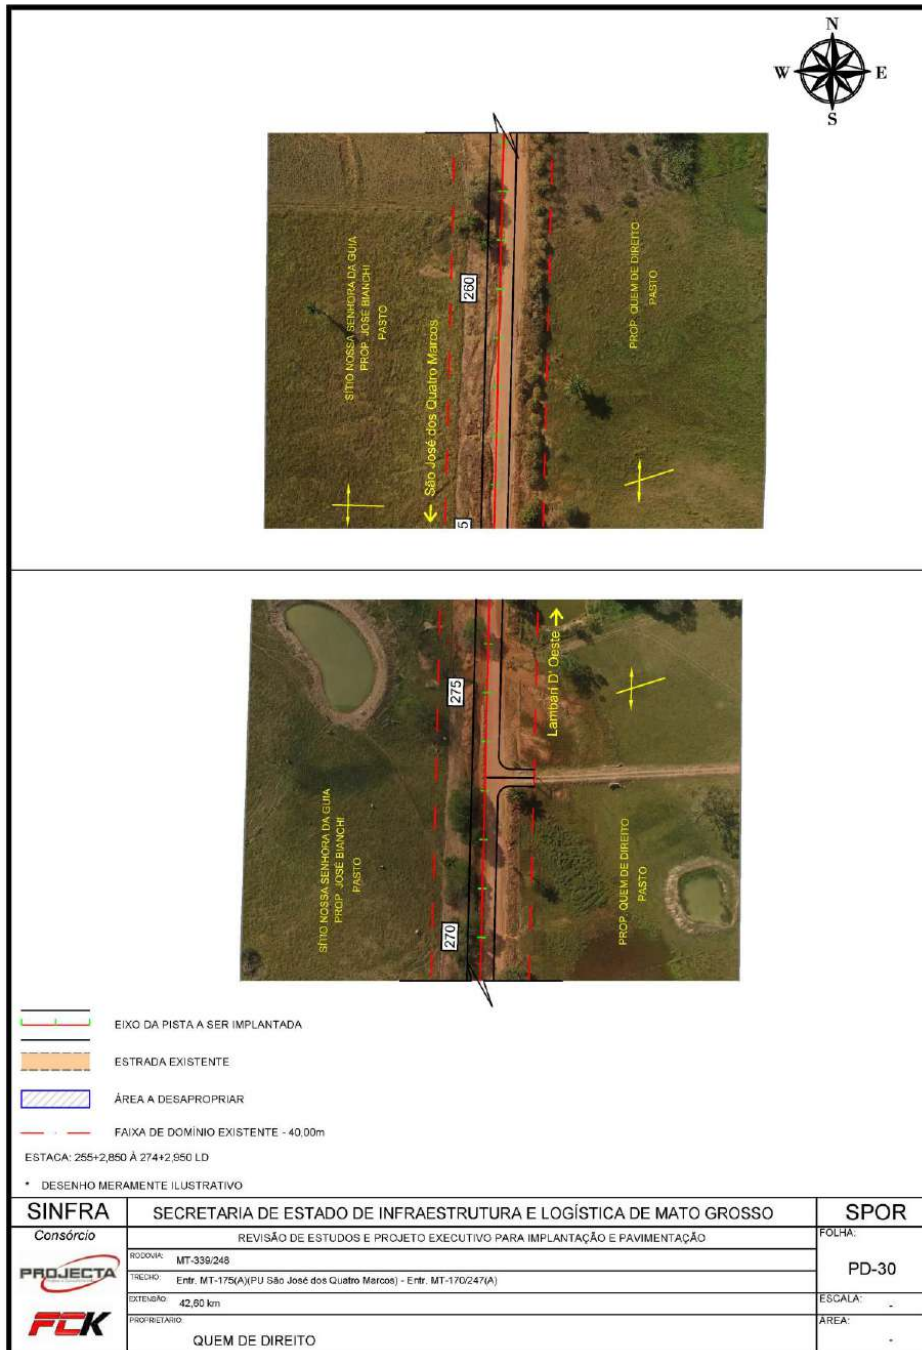 N
W E
S
SÍTIO NOSSA SENHORA DA GUIA
PROP. JOSÉ BIANCHI
PASTO
260
← São José dos Quatro Marcos
5
PROP. QUEM DE DIREITO
PASTO
275
Lambari D' Oeste →
SÍTIO NOSSA SENHORA DA GUIA
PROP. JOSÉ BIANCHI
PASTO
270
PROP. QUEM DE DIREITO
PASTO
EIXO DA PISTA A SER IMPLANTADA
ESTRADA EXISTENTE
ÁREA A DESAPROPRIAR
FAIXA DE DOMÍNIO EXISTENTE - 40,00m
ESTACA: 255+2,850 À 274+2,950 LD
* DESENHO MERAMENTE ILUSTRATIVO
SINFRA
SECRETARIA DE ESTADO DE INFRAESTRUTURA E LOGÍSTICA DE MATO GROSSO
SPOR
Consórcio
PROJECTA
FCK
REVISÃO DE ESTUDOS E PROJETO EXECUTIVO PARA IMPLANTAÇÃO E PAVIMENTAÇÃO
RODOVIA: MT-339/248
TRECHO: Entr. MT-175(A)(PU São José dos Quatro Marcos) - Entr. MT-170/247(A)
EXTENSÃO: 42,60 km
PROPRIETÁRIO:
QUEM DE DIREITO
FOLHA:
PD-30
ESCALA: -
ÁREA: -